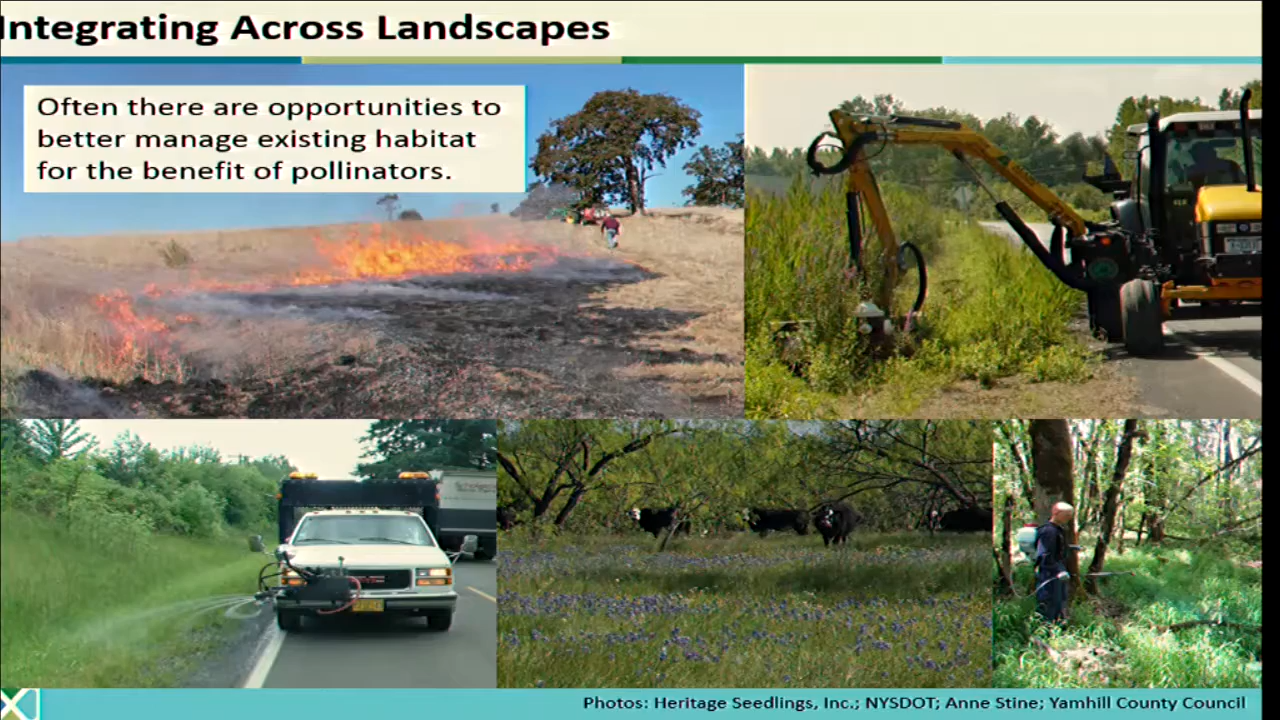 Integrating Across Landscapes
Often there are opportunities to
better manage existing habitat
for the benefit of pollinators.
Photos: Heritage Seedlings, Inc.; NYSDOT; Anne Stine; Yamhill County Council